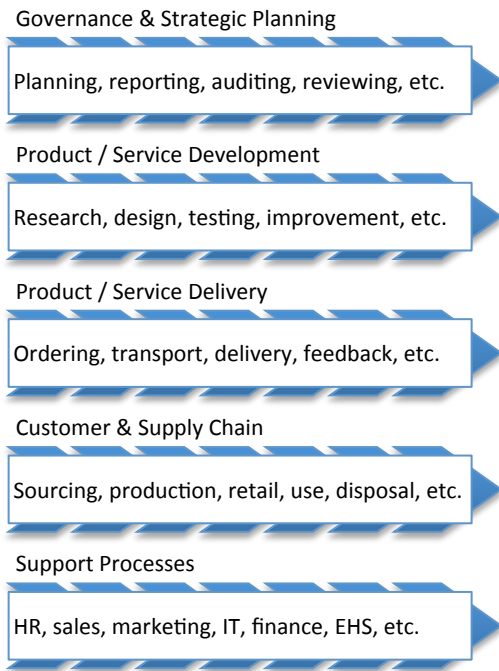 Governance & Strategic Planning
Planning, reporting, auditing, reviewing, etc.
Product / Service Development
Research, design, testing, improvement, etc.
Product / Service Delivery
Ordering, transport, delivery, feedback, etc.
Customer & Supply Chain
Sourcing, production, retail, use, disposal, etc.
Support Processes
HR, sales, marketing, IT, finance, EHS, etc.